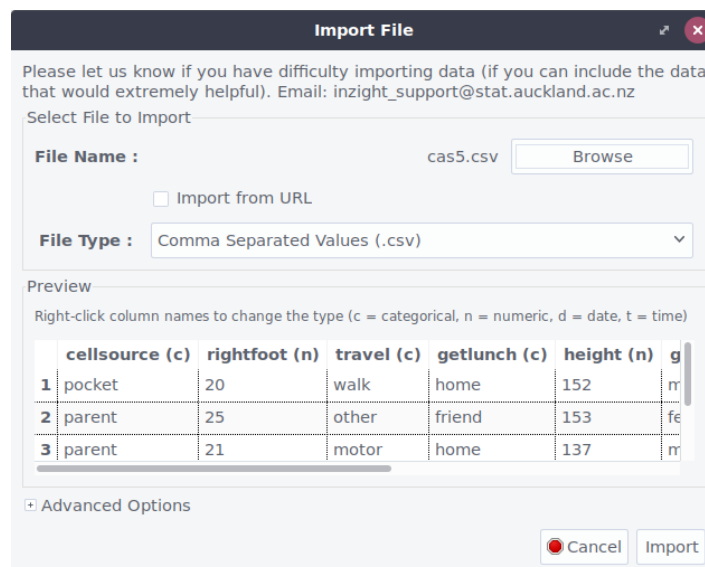 Import File
Please let us know if you have difficulty importing data (if you can include the data
that would extremely helpful). Email: inzight_support@stat.auckland.ac.nz
Select File to Import
File Name : cas5.csv Browse
Import from URL
File Type : Comma Separated Values (.csv)
Preview
Right-click column names to change the type (c = categorical, n = numeric, d = date, t = time)
cellsource (c) rightfoot (n) travel (c) getlunch (c) height (n) g
1 pocket 20 walk home 152 m
2 parent 25 other friend 153 fe
3 parent 21 motor home 137 m
Advanced Options
Cancel Import